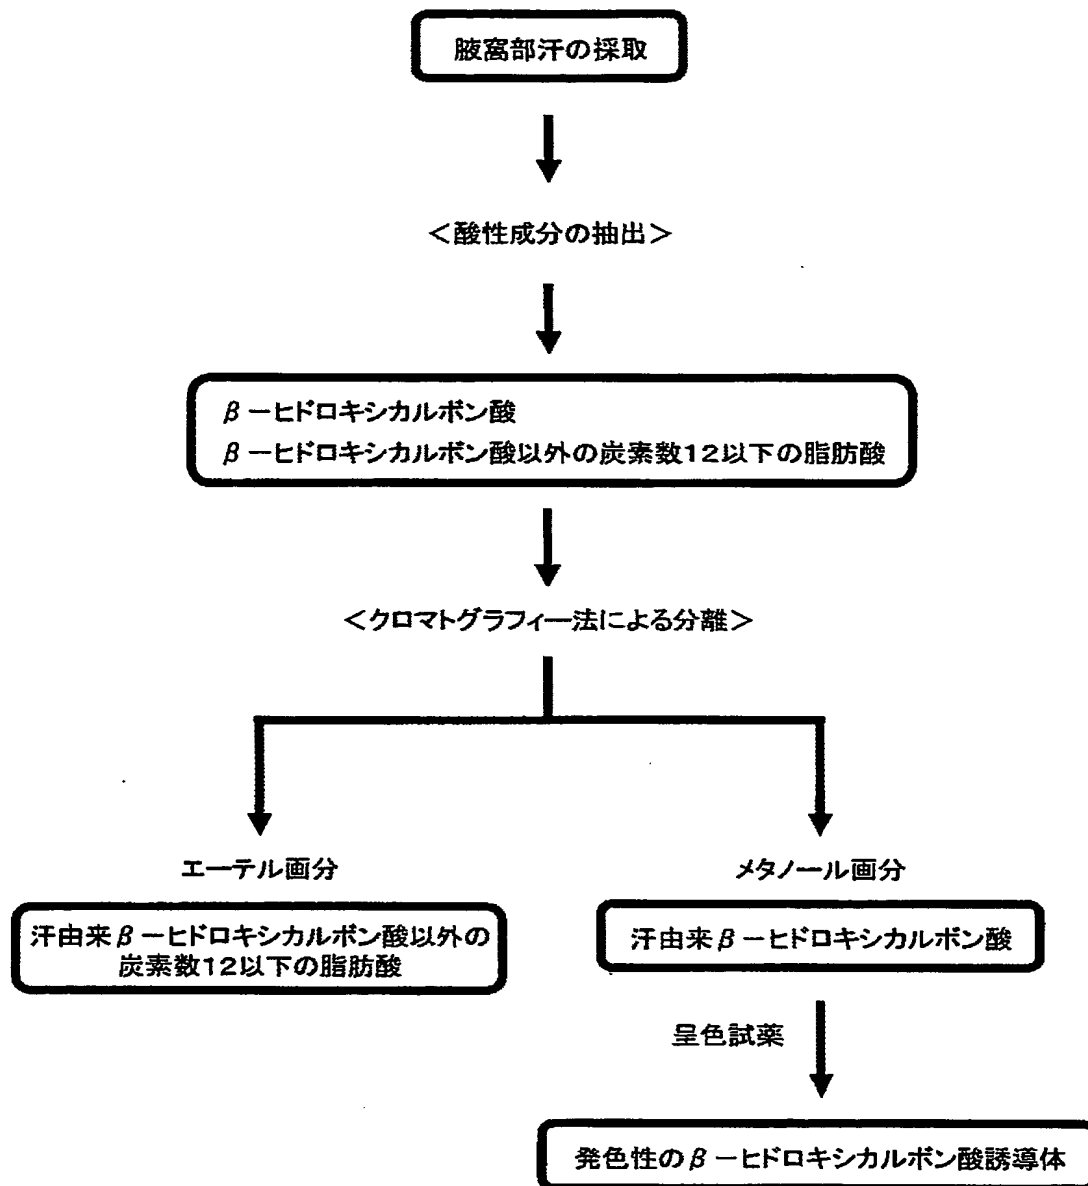 腋窩部汗の採取
＜酸性成分の抽出＞
β－ヒドロキシカルボン酸
β－ヒドロキシカルボン酸以外の炭素数12以下の脂肪酸
＜クロマトグラフィー法による分離＞
エーテル画分
メタノール画分
汗由来β－ヒドロキシカルボン酸以外の
炭素数12以下の脂肪酸
汗由来β－ヒドロキシカルボン酸
呈色試薬
発色性のβ－ヒドロキシカルボン酸誘導体